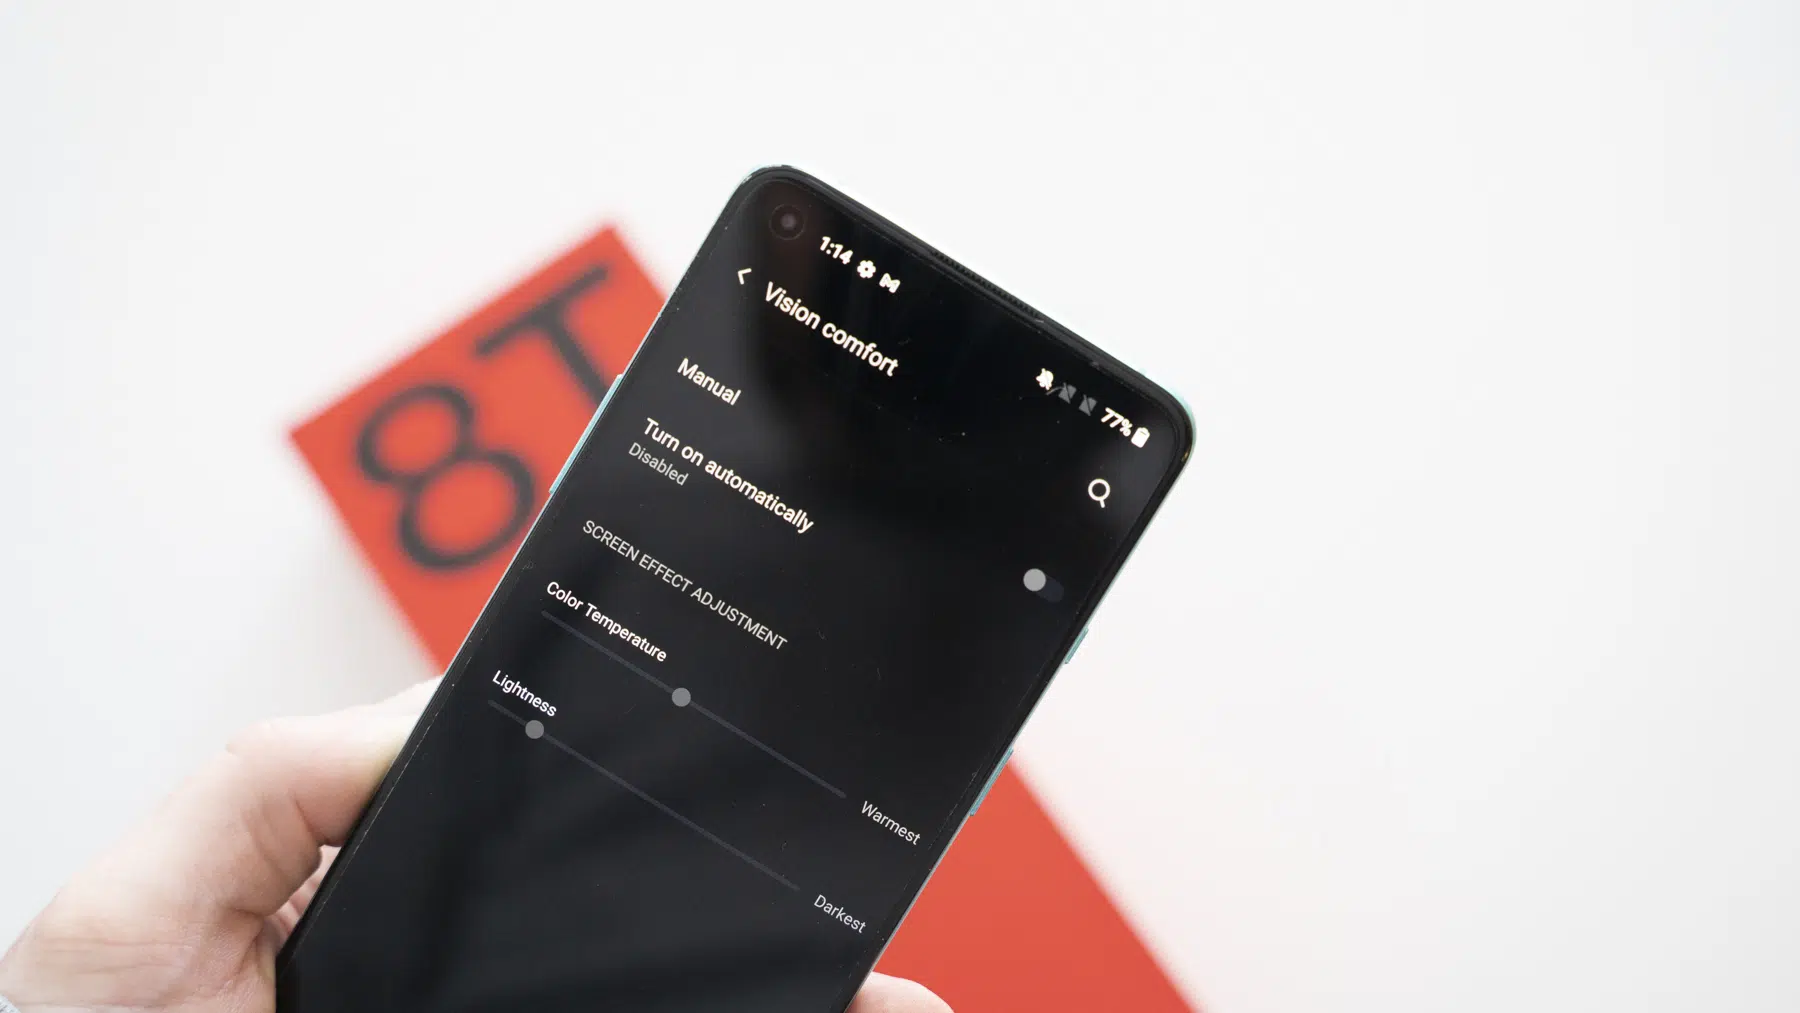 8T
1:14
77%
Vision comfort
Manual
Turn on automatically
Disabled
SCREEN EFFECT ADJUSTMENT
Color Temperature
Warmest
Lightness
Darkest